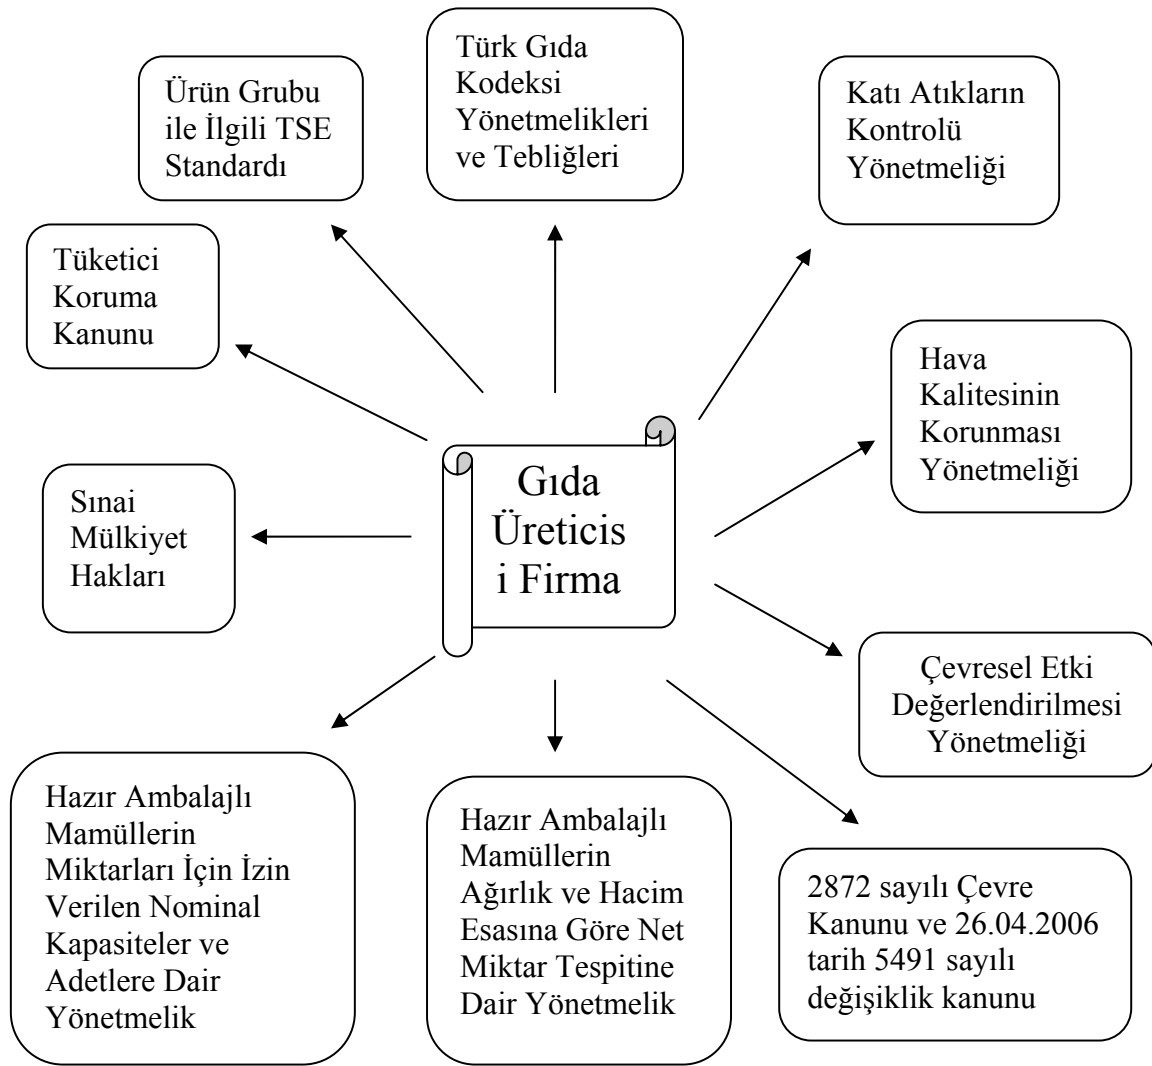 Türk Gıda
Kodeksi
Yönetmelikleri
ve Tebliğleri
Ürün Grubu
ile İlgili TSE
Standardı
Katı Atıkların
Kontrolü
Yönetmeliği
Tüketici
Koruma
Kanunu
Hava
Kalitesinin
Korunması
Yönetmeliği
Gıda
Üreticis
i Firma
Sınai
Mülkiyet
Hakları
Çevresel Etki
Değerlendirilmesi
Yönetmeliği
Hazır Ambalajlı
Mamüllerin
Miktarları İçin İzin
Verilen Nominal
Kapasiteler ve
Adetlere Dair
Yönetmelik
Hazır Ambalajlı
Mamüllerin
Ağırlık ve Hacim
Esasına Göre Net
Miktar Tespitine
Dair Yönetmelik
2872 sayılı Çevre
Kanunu ve 26.04.2006
tarih 5491 sayılı
değişiklik kanunu